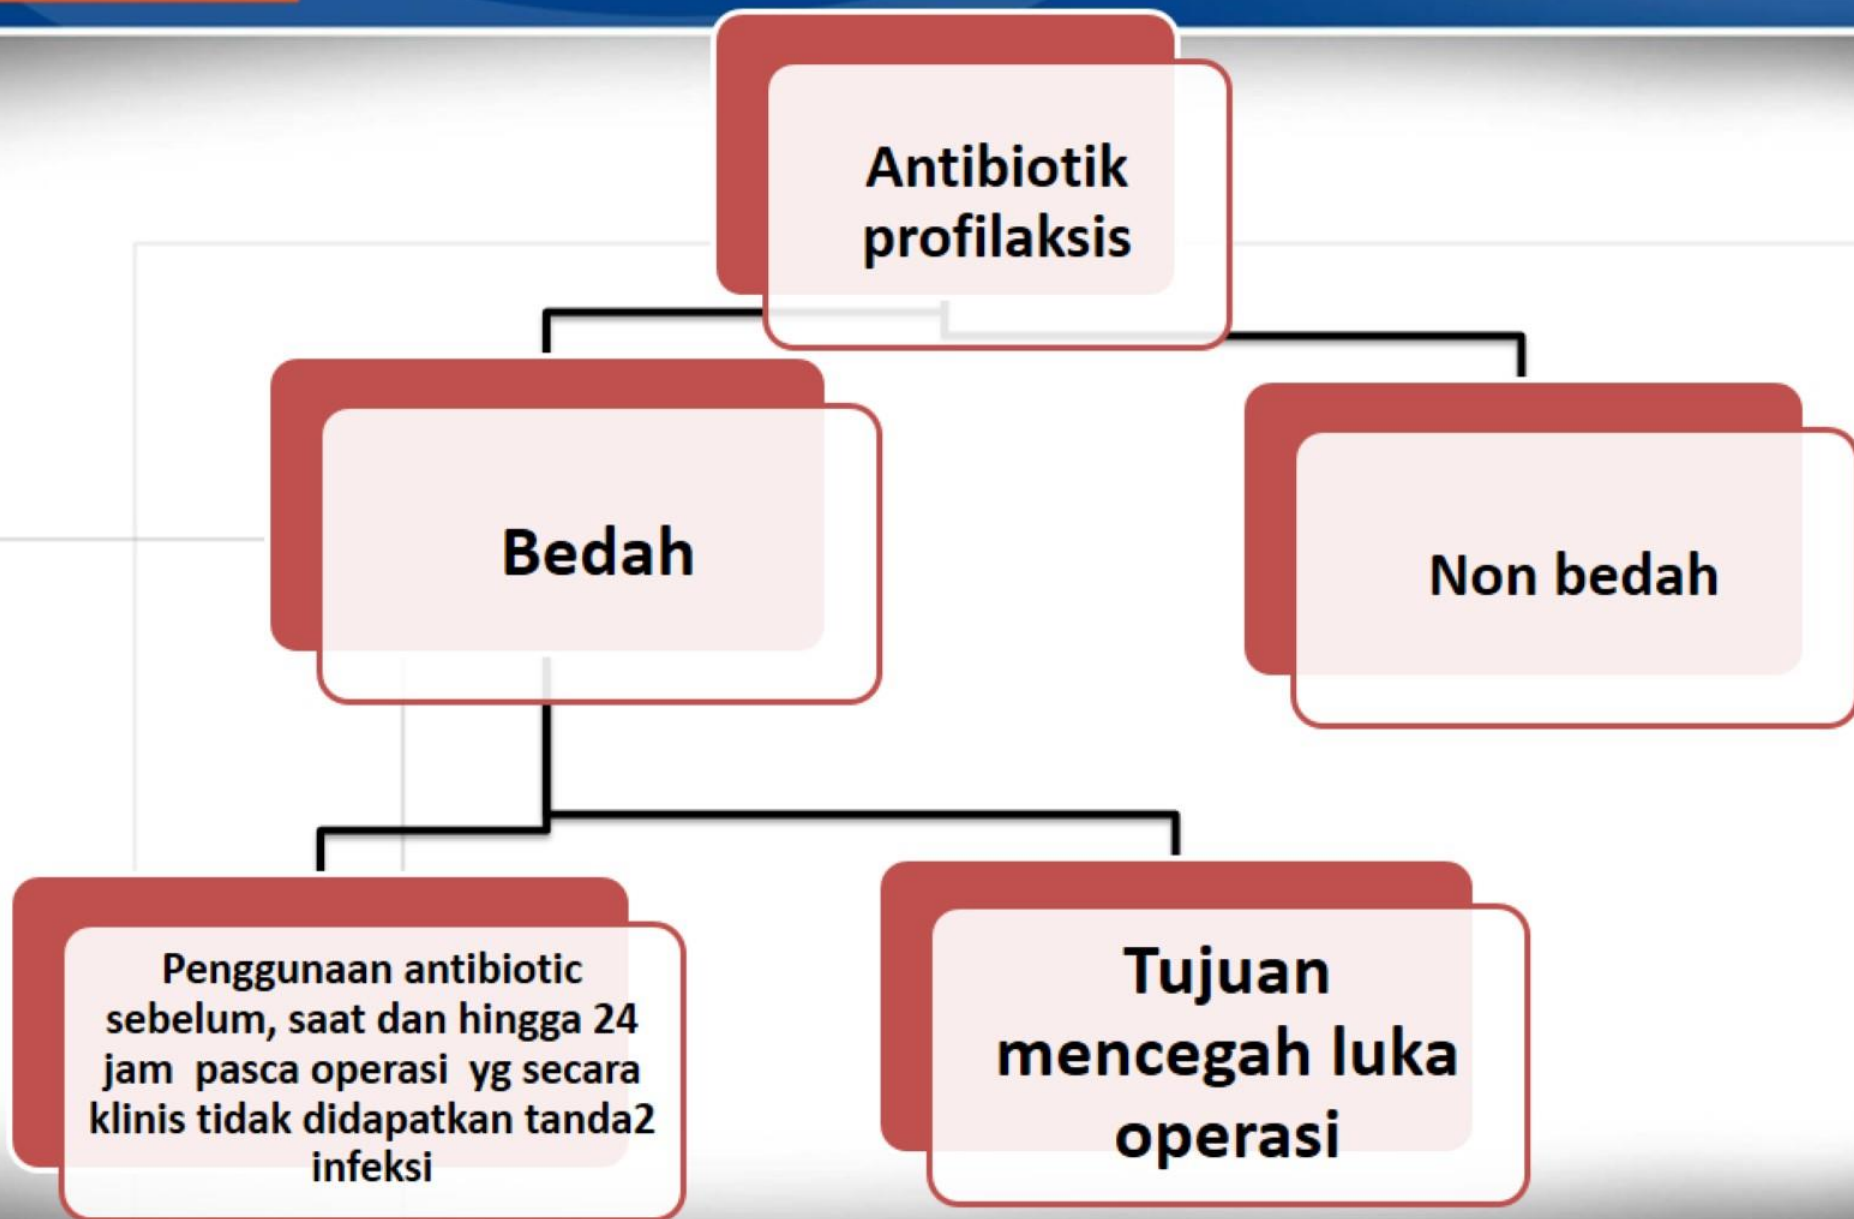 Antibiotik
profilaksis
Bedah
Non bedah
Penggunaan antibiotic
sebelum, saat dan hingga 24
jam pasca operasi yg secara
klinis tidak didapatkan tanda2
infeksi
Tujuan
mencegah luka
operasi